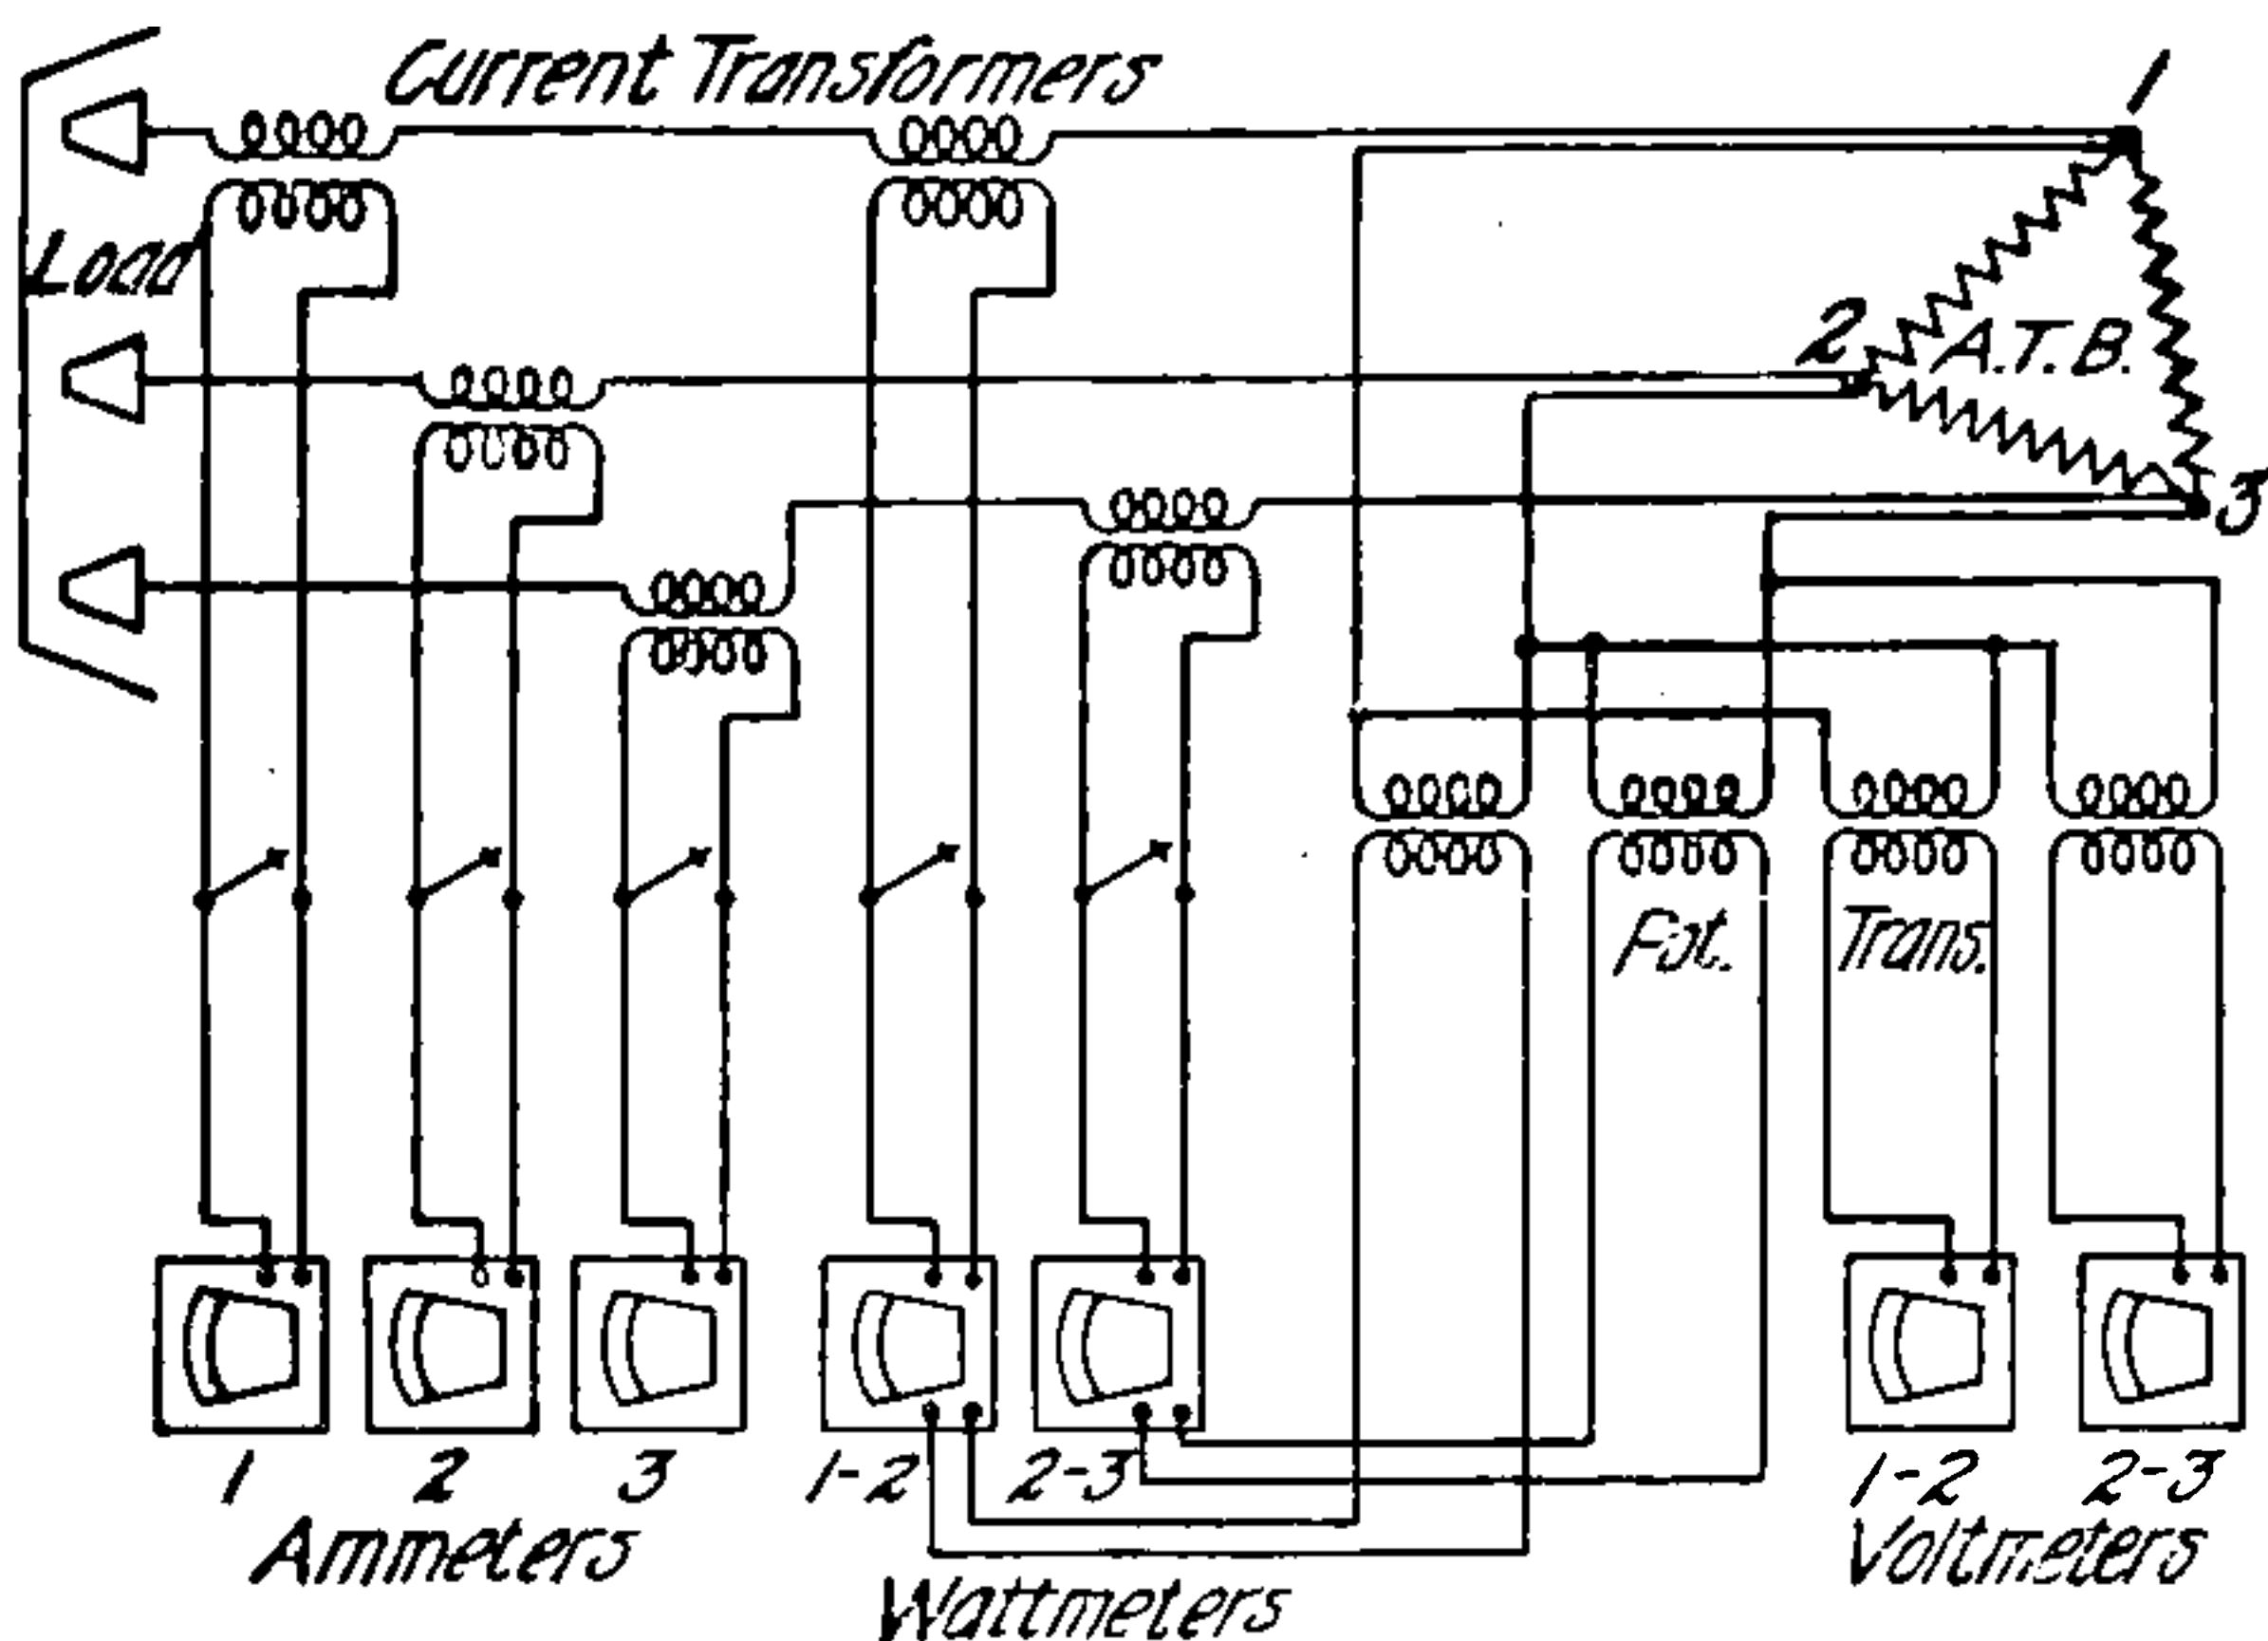 Current Transformers
1
Load
2
A.T.B.
3
Pot. Trans.
1
2
3
1-2
2-3
1-2
2-3
Ammeters
Wattmeters
Voltmeters